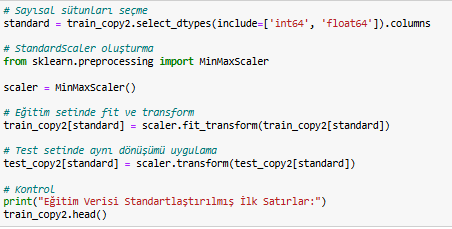 # Sayısal sütunları seçme
standard = train_copy2.select_dtypes(include=['int64', 'float64']).columns
# StandardScaler oluşturma
from sklearn.preprocessing import MinMaxScaler
scaler = MinMaxScaler()
# Eğitim setinde fit ve transform
train_copy2[standard] = scaler.fit_transform(train_copy2[standard])
# Test setinde aynı dönüşümü uygulama
test_copy2[standard] = scaler.transform(test_copy2[standard])
# Kontrol
print("Eğitim Verisi Standartlaştırılmış İlk Satırlar:")
train_copy2.head()